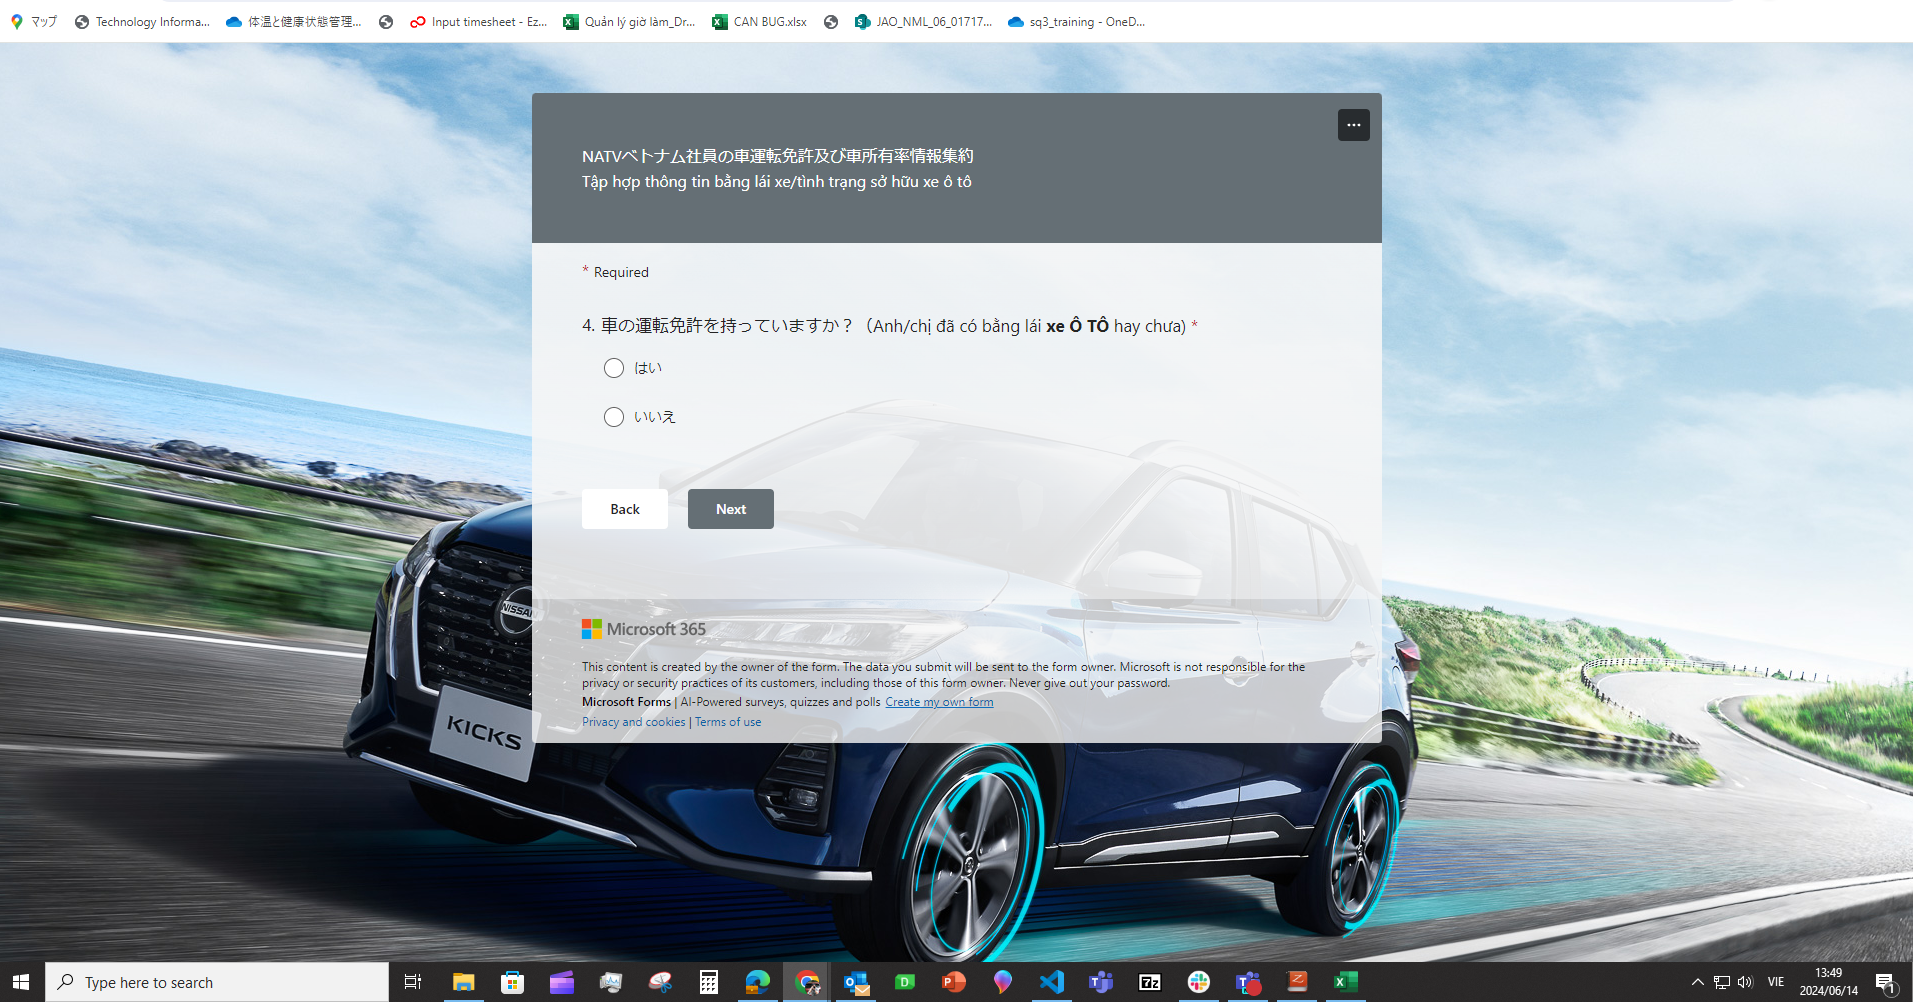 マップ
Technology Informa...
体温と健康状態管理...
Input timesheet - Ez...
Quản lý giờ làm_Dr...
CAN BUG.xlsx
JAO_NML_06_01717...
sq3_training - OneD...
NATVベトナム社員の車運転免許及び車所有率情報集約
Tập hợp thông tin bằng lái xe/tình trạng sở hữu xe ô tô
* Required
4. 車の運転免許を持っていますか？（Anh/chị đã có bằng lái xe Ô TÔ hay chưa) *
はい
いいえ
Back
Next
NISSAN
Microsoft 365
This content is created by the owner of the form. The data you submit will be sent to the form owner. Microsoft is not responsible for the
privacy or security practices of its customers, including those of this form owner. Never give out your password.
Microsoft Forms | AI-Powered surveys, quizzes and polls Create my own form
Privacy and cookies | Terms of use
KICKS
Type here to search
VIE
13:49
2024/06/14
1